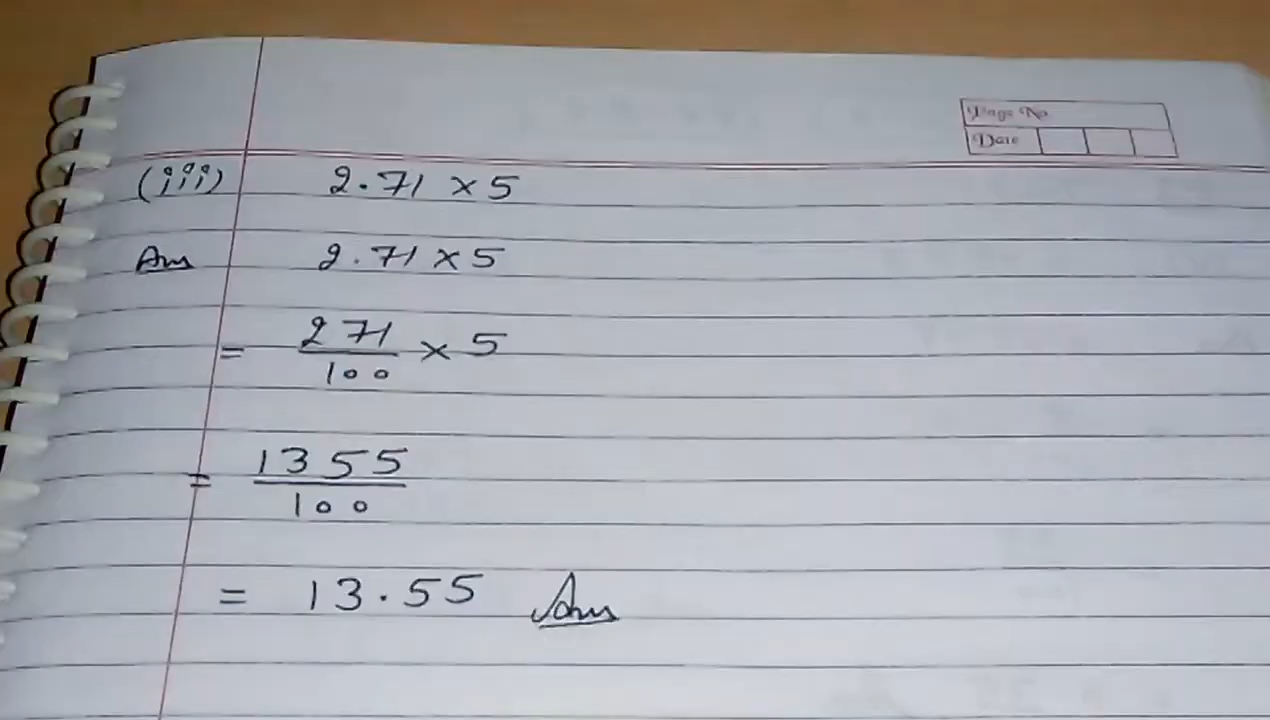 Page No.
Date
(iii) 2.71 × 5
Ans 2.71 × 5
= 271/100 × 5
= 1355/100
= 13.55 Ans